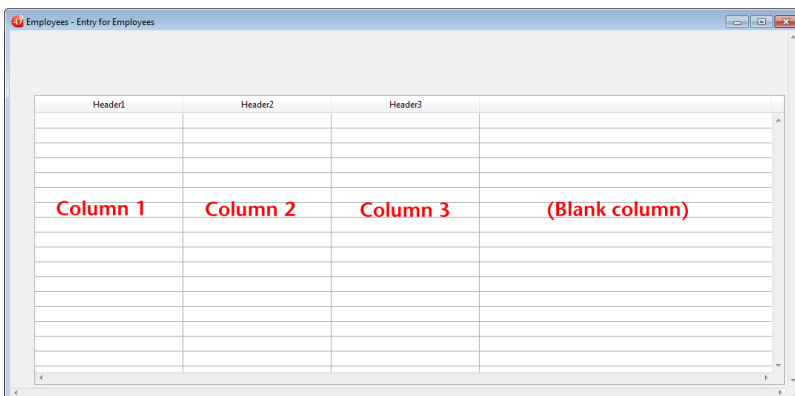 Employees - Entry for Employees
Header1 Header2 Header3
Column 1 Column 2 Column 3 (Blank column)